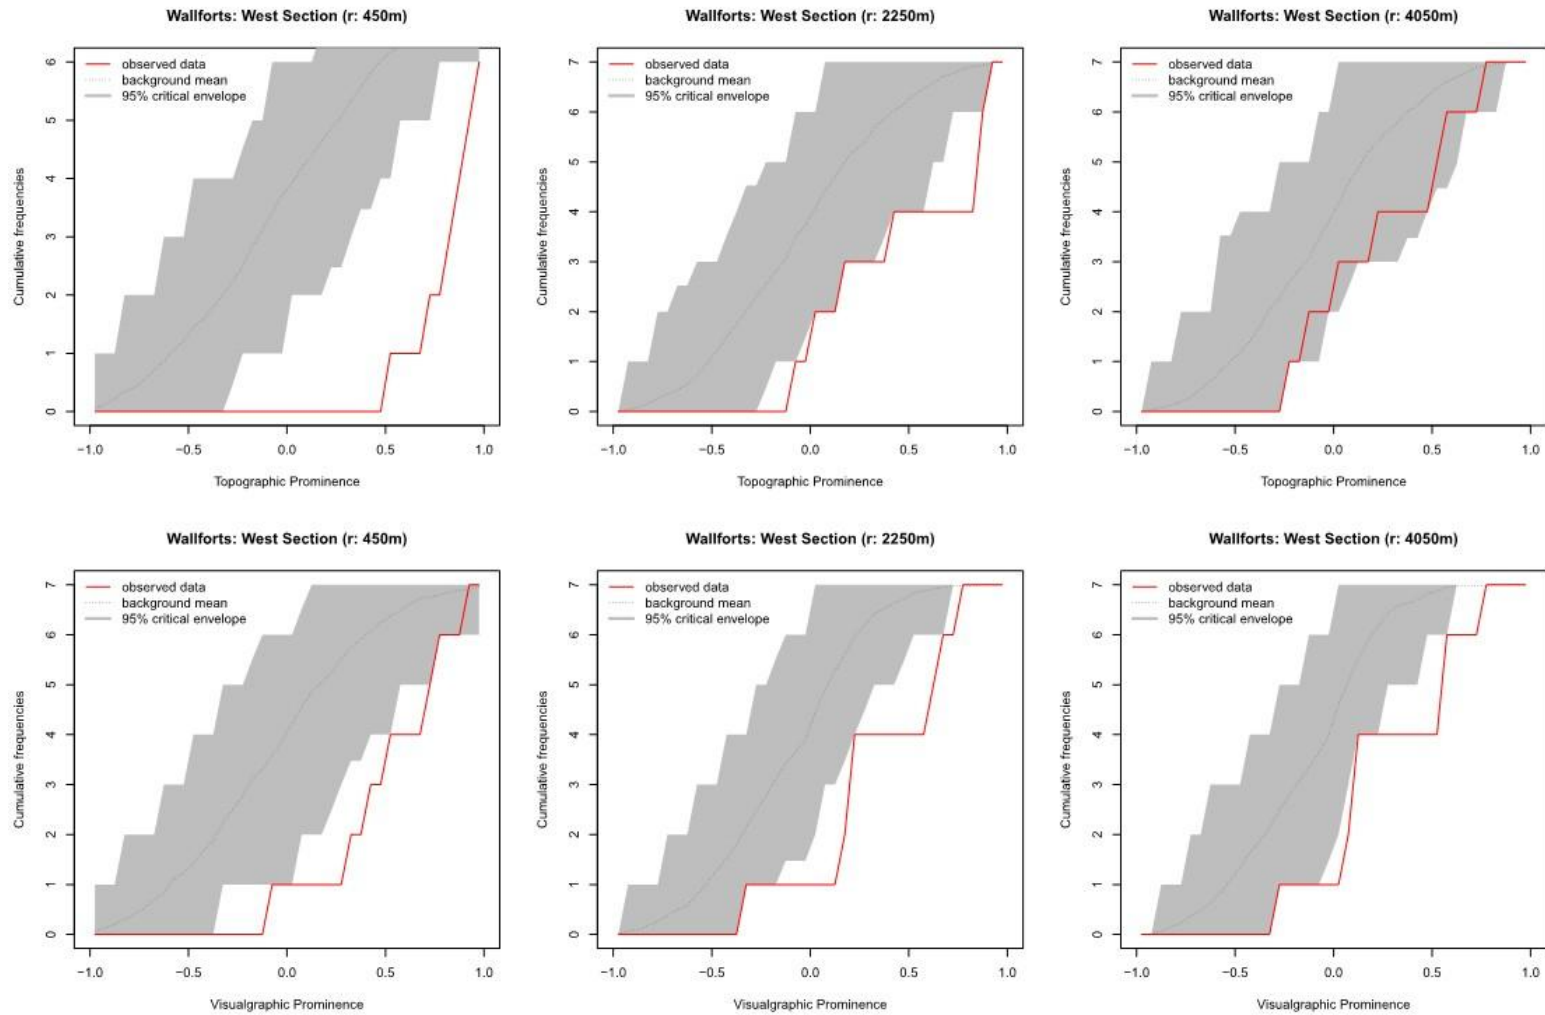 Wallforts: West Section (r: 450m)
observed data
background mean
95% critical envelope
Cumulative frequencies
0 1 2 3 4 5 6
−1.0 −0.5 0.0 0.5 1.0
Topographic Prominence
Wallforts: West Section (r: 2250m)
observed data
background mean
95% critical envelope
Cumulative frequencies
0 1 2 3 4 5 6 7
−1.0 −0.5 0.0 0.5 1.0
Topographic Prominence
Wallforts: West Section (r: 4050m)
observed data
background mean
95% critical envelope
Cumulative frequencies
0 1 2 3 4 5 6 7
−1.0 −0.5 0.0 0.5 1.0
Topographic Prominence
Wallforts: West Section (r: 450m)
observed data
background mean
95% critical envelope
Cumulative frequencies
0 1 2 3 4 5 6 7
−1.0 −0.5 0.0 0.5 1.0
Visualgraphic Prominence
Wallforts: West Section (r: 2250m)
observed data
background mean
95% critical envelope
Cumulative frequencies
0 1 2 3 4 5 6 7
−1.0 −0.5 0.0 0.5 1.0
Visualgraphic Prominence
Wallforts: West Section (r: 4050m)
observed data
background mean
95% critical envelope
Cumulative frequencies
0 1 2 3 4 5 6 7
−1.0 −0.5 0.0 0.5 1.0
Visualgraphic Prominence